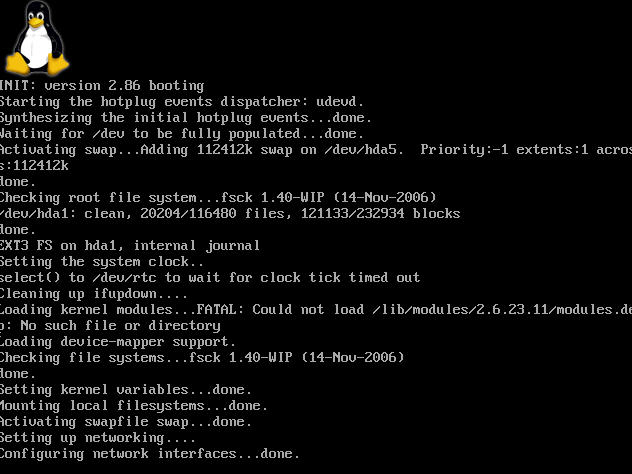 INIT: version 2.86 booting
Starting the hotplug events dispatcher: udevd.
Synthesizing the initial hotplug events...done.
Waiting for /dev to be fully populated...done.
Activating swap...Adding 112412k swap on /dev/hda5.  Priority:-1 extents:1 acros
s:112412k
done.
Checking root file system...fsck 1.40-WIP (14-Nov-2006)
/dev/hda1: clean, 20204/116480 files, 121133/232934 blocks
done.
EXT3 FS on hda1, internal journal
Setting the system clock..
select() to /dev/rtc to wait for clock tick timed out
Cleaning up ifupdown....
Loading kernel modules...FATAL: Could not load /lib/modules/2.6.23.11/modules.de
p: No such file or directory
Loading device-mapper support.
Checking file systems...fsck 1.40-WIP (14-Nov-2006)
done.
Setting kernel variables...done.
Mounting local filesystems...done.
Activating swapfile swap...done.
Setting up networking....
Configuring network interfaces...done.